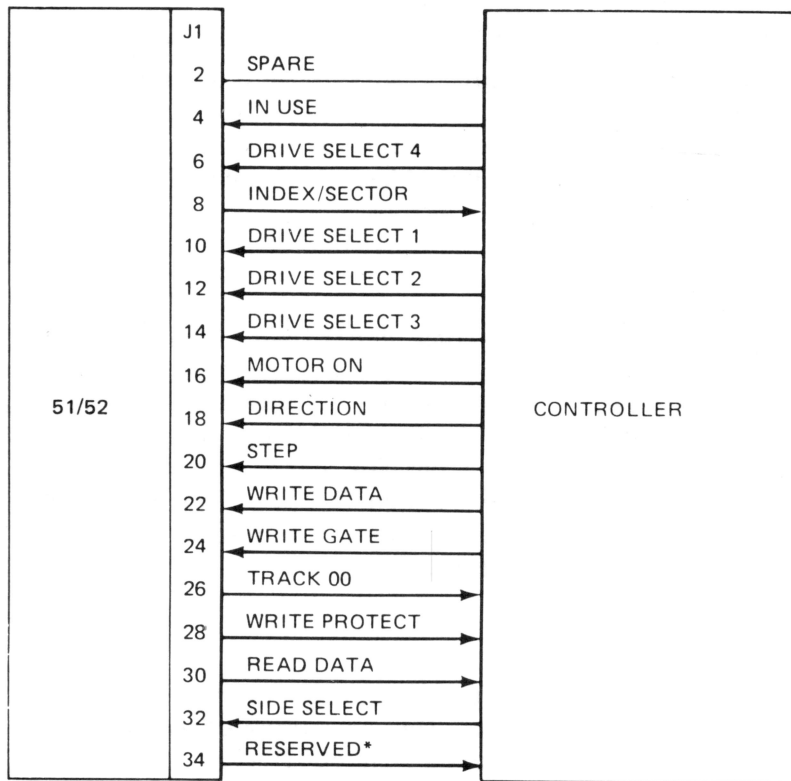 J1
2 SPARE
4 IN USE
6 DRIVE SELECT 4
8 INDEX/SECTOR
10 DRIVE SELECT 1
12 DRIVE SELECT 2
14 DRIVE SELECT 3
16 MOTOR ON
51/52 18 DIRECTION CONTROLLER
20 STEP
22 WRITE DATA
24 WRITE GATE
26 TRACK 00
28 WRITE PROTECT
30 READ DATA
32 SIDE SELECT
34 RESERVED*